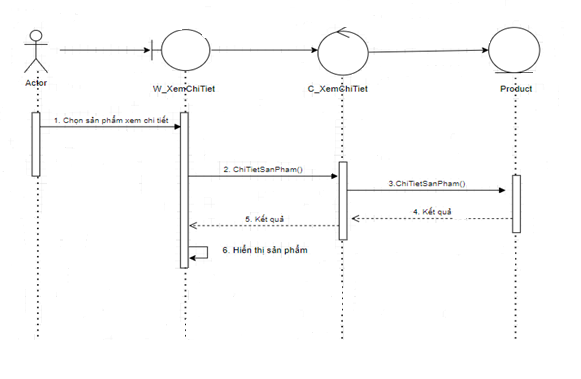 Actor
W_XemChiTiet
C_XemChiTiet
Product
1. Chọn sản phẩm xem chi tiết
2. ChiTietSanPham()
3.ChiTietSanPham()
4. Kết quả
5. Kết quả
6. Hiển thị sản phẩm